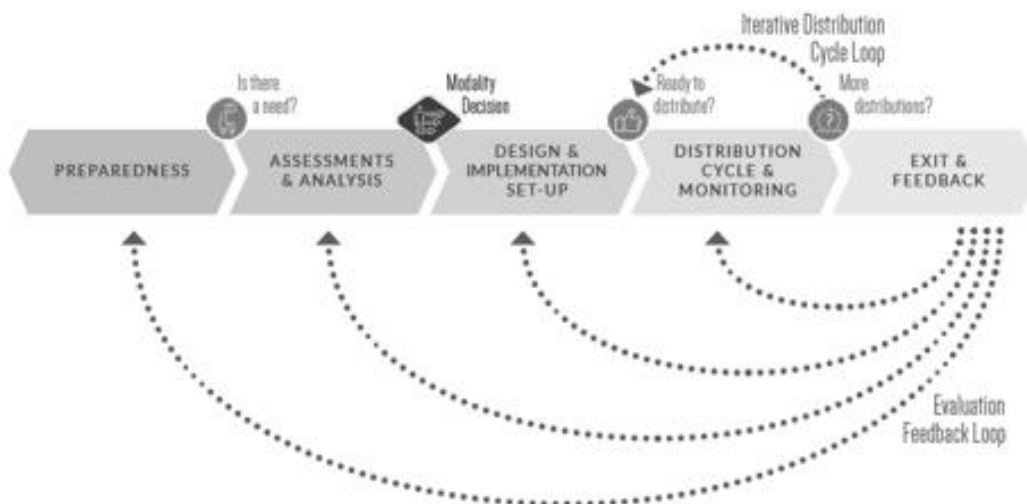 Iterative Distribution
Cycle Loop
Is there
a need?
Modality
Decision
Ready to
distribute?
More
distributions?
PREPAREDNESS
ASSESSMENTS
& ANALYSIS
DESIGN &
IMPLEMENTATION
SET-UP
DISTRIBUTION
CYCLE &
MONITORING
EXIT &
FEEDBACK
Evaluation
Feedback Loop